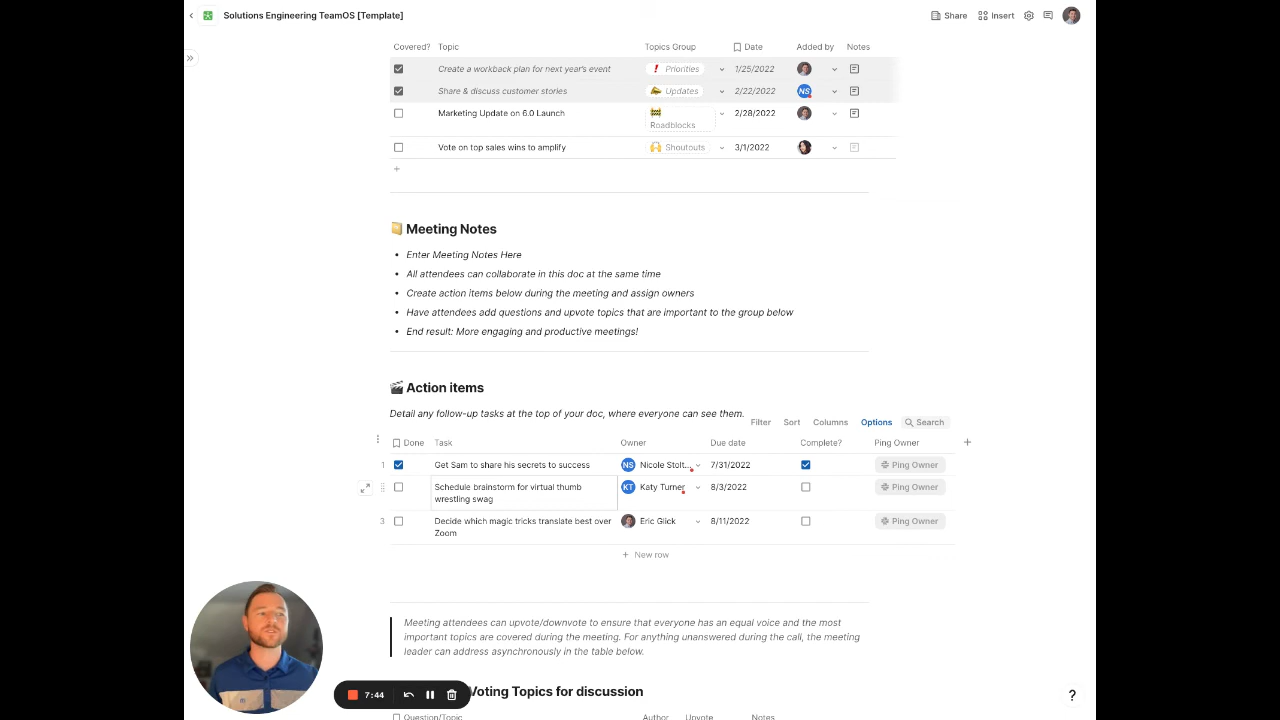 Solutions Engineering TeamOS [Template]
Share
Insert
Covered? Topic Topics Group Date Added by Notes
Create a workback plan for next year's event Priorities 1/25/2022
Share & discuss customer stories Updates 2/22/2022 NS
Marketing Update on 6.0 Launch Roadblocks 2/28/2022
Vote on top sales wins to amplify Shoutouts 3/1/2022
Meeting Notes
• Enter Meeting Notes Here
• All attendees can collaborate in this doc at the same time
• Create action items below during the meeting and assign owners
• Have attendees add questions and upvote topics that are important to the group below
• End result: More engaging and productive meetings!
Action items
Detail any follow-up tasks at the top of your doc, where everyone can see them.
Filter Sort Columns Options Search
Done Task Owner Due date Complete? Ping Owner
1 Get Sam to share his secrets to success NS Nicole Stolt... 7/31/2022 Ping Owner
Schedule brainstorm for virtual thumb
wrestling swag
KT Katy Turner 8/3/2022 Ping Owner
3 Decide which magic tricks translate best over
Zoom
Eric Glick 8/11/2022 Ping Owner
+ New row
Meeting attendees can upvote/downvote to ensure that everyone has an equal voice and the most
important topics are covered during the meeting. For anything unanswered during the call, the meeting
leader can address asynchronously in the table below.
Voting Topics for discussion
7:44
Question/Topic Author Upvote Notes
?